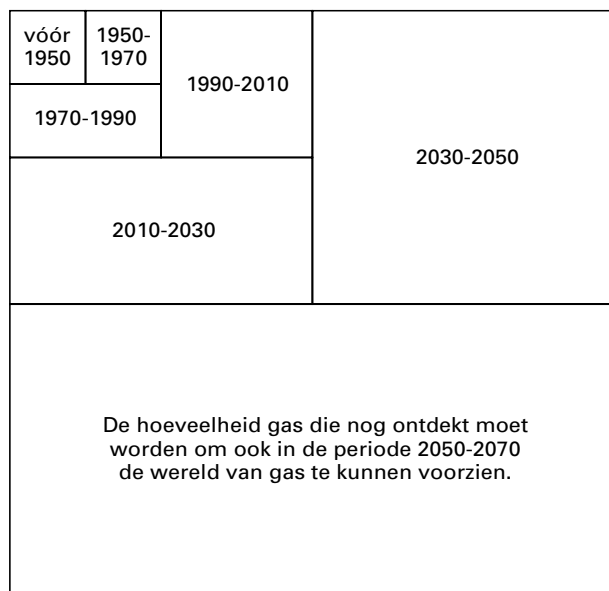 vóór
1950
1950-
1970
1990-2010
1970-1990
2030-2050
2010-2030
De hoeveelheid gas die nog ontdekt moet
worden om ook in de periode 2050-2070
de wereld van gas te kunnen voorzien.